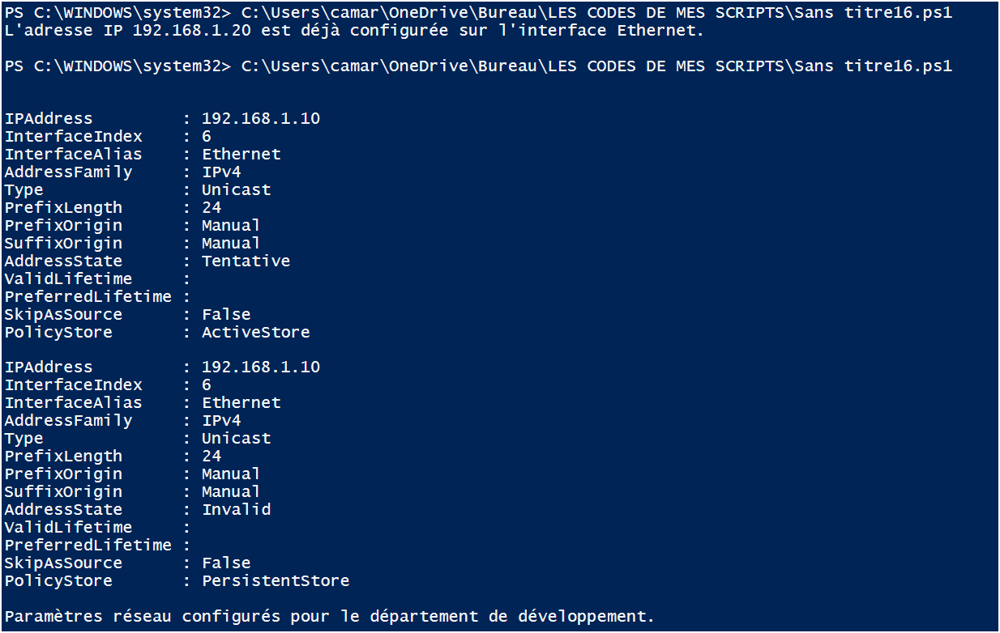 PS C:\WINDOWS\system32> C:\Users\camar\OneDrive\Bureau\LES CODES DE MES SCRIPTS\Sans titre16.ps1
L'adresse IP 192.168.1.20 est déjà configurée sur l'interface Ethernet.
PS C:\WINDOWS\system32> C:\Users\camar\OneDrive\Bureau\LES CODES DE MES SCRIPTS\Sans titre16.ps1
IPAddress         : 192.168.1.10
InterfaceIndex    : 6
InterfaceAlias    : Ethernet
AddressFamily     : IPv4
Type              : Unicast
PrefixLength      : 24
PrefixOrigin      : Manual
SuffixOrigin      : Manual
AddressState      : Tentative
ValidLifetime     :
PreferredLifetime :
SkipAsSource      : False
PolicyStore       : ActiveStore
IPAddress         : 192.168.1.10
InterfaceIndex    : 6
InterfaceAlias    : Ethernet
AddressFamily     : IPv4
Type              : Unicast
PrefixLength      : 24
PrefixOrigin      : Manual
SuffixOrigin      : Manual
AddressState      : Invalid
ValidLifetime     :
PreferredLifetime :
SkipAsSource      : False
PolicyStore       : PersistentStore
Paramètres réseau configurés pour le département de développement.